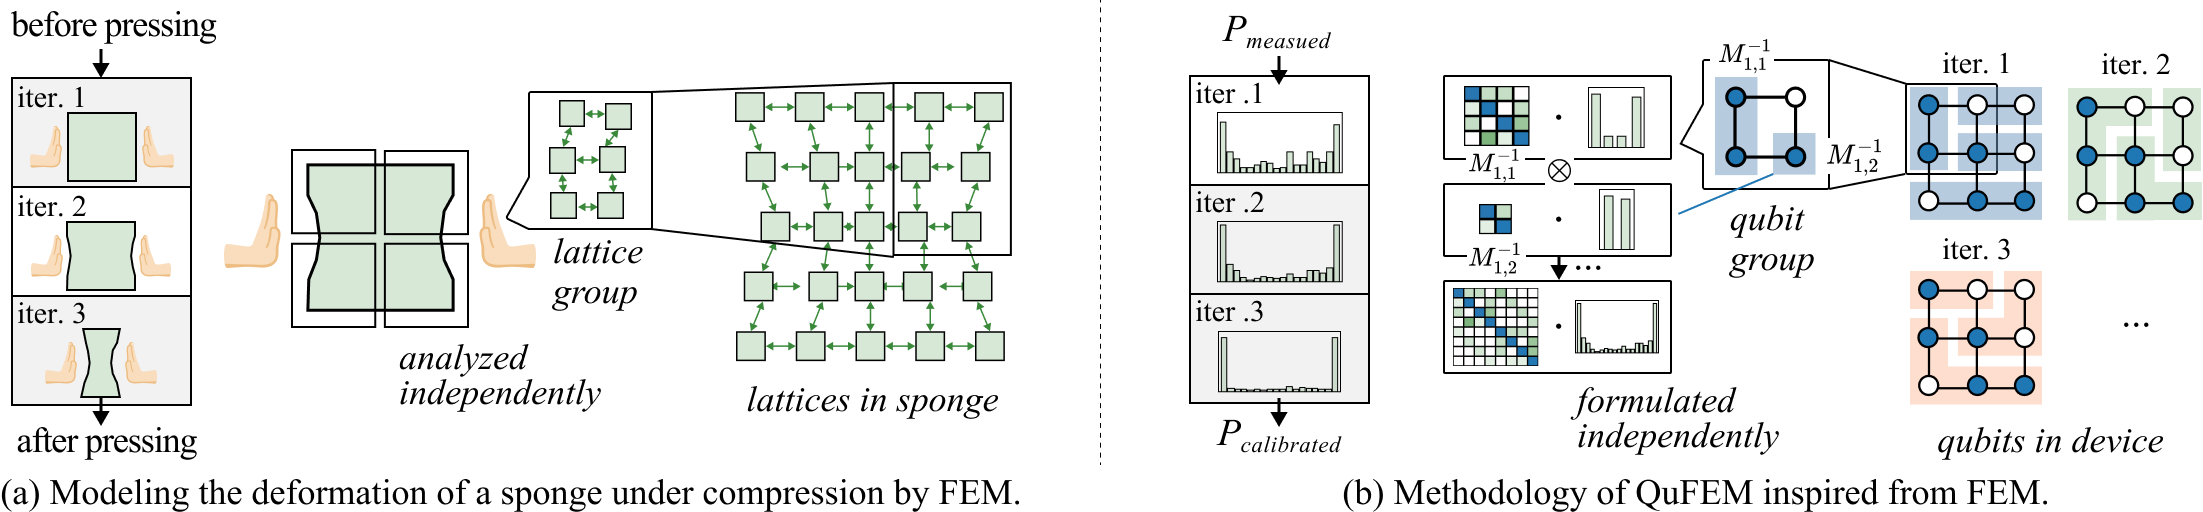 before pressing
iter. 1
iter. 2
iter. 3
after pressing
analyzed
independently
lattice
group
lattices in sponge
(a) Modeling the deformation of a sponge under compression by FEM.
P_{measued}
iter .1
iter .2
iter .3
P_{calibrated}
M_{1,1}^{-1}
·
⊗
M_{1,2}^{-1}
·
...
·
formulated
independently
M_{1,1}^{-1}
M_{1,2}^{-1}
qubit
group
iter. 1
iter. 2
iter. 3
...
qubits in device
(b) Methodology of QuFEM inspired from FEM.